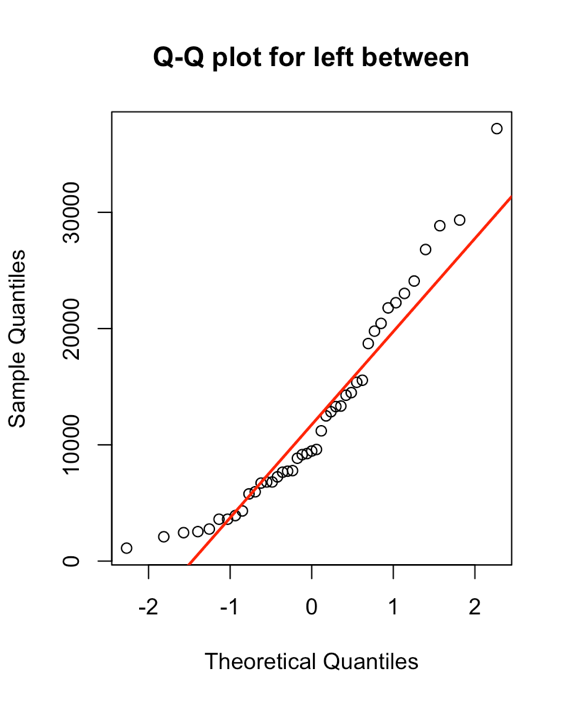 Q-Q plot for left between
Sample Quantiles
30000
20000
10000
0
-2 -1 0 1 2
Theoretical Quantiles